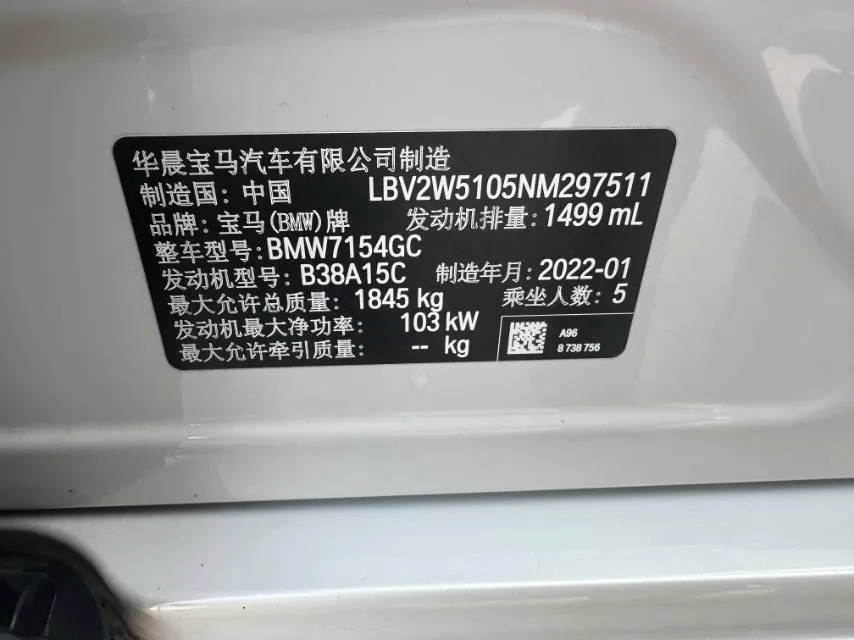 华晨宝马汽车有限公司制造
制造国：中国 LBV2W5105NM297511
品牌：宝马(BMW)牌 发动机排量：1499 mL
整车型号：BMW7154GC
发动机型号：B38A15C 制造年月：2022-01
最大允许总质量：1845 kg 乘坐人数：5
发动机最大净功率：103 kW
最大允许牵引质量：-- kg
A96
8 738 756